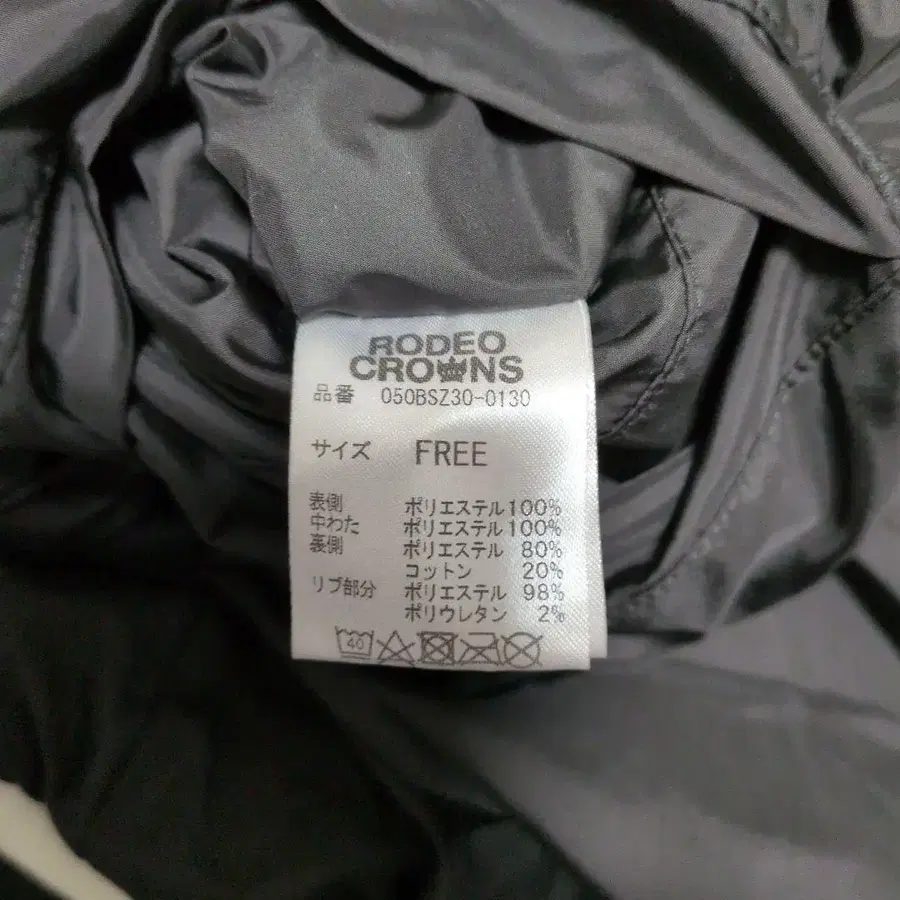 RODEO
CROWNS
品番 050BSZ30-0130
サイズ FREE
表側 ポリエステル100%
中わた ポリエステル100%
裏側 ポリエステル 80%
コットン 20%
リブ部分 ポリエステル 98%
ポリウレタン 2%
40